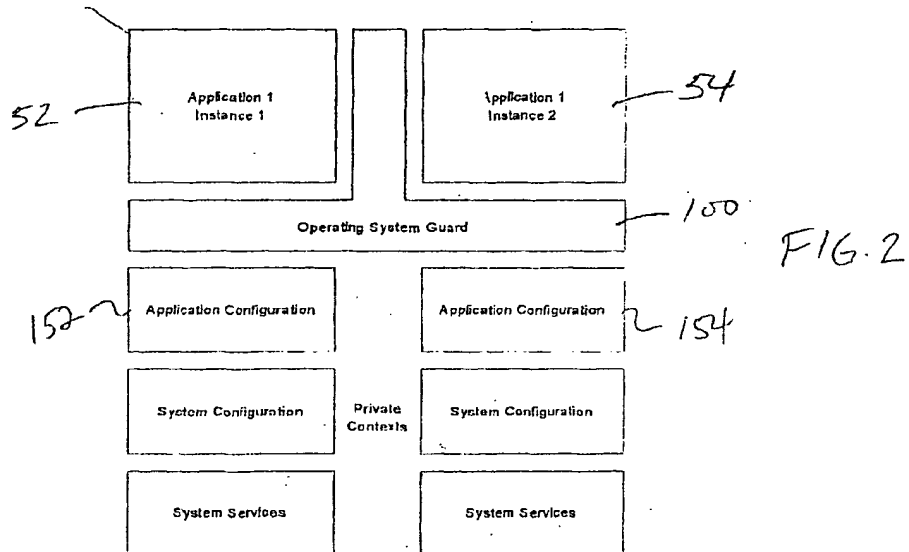 Application 1
Instance 1
Application 1
Instance 2
52
54
Operating System Guard
100
FIG. 2
Application Configuration
Application Configuration
152
154
System Configuration
Private
Contexts
System Configuration
System Services
System Services